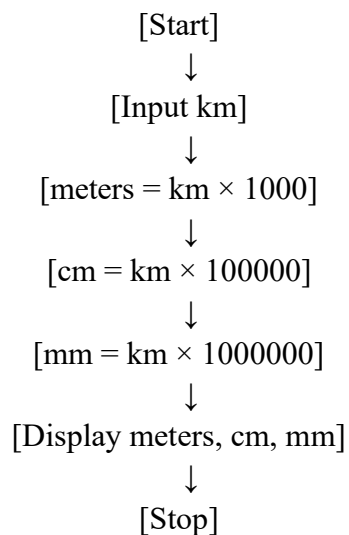 [Start]
↓
[Input km]
↓
[meters = km × 1000]
↓
[cm = km × 100000]
↓
[mm = km × 1000000]
↓
[Display meters, cm, mm]
↓
[Stop]